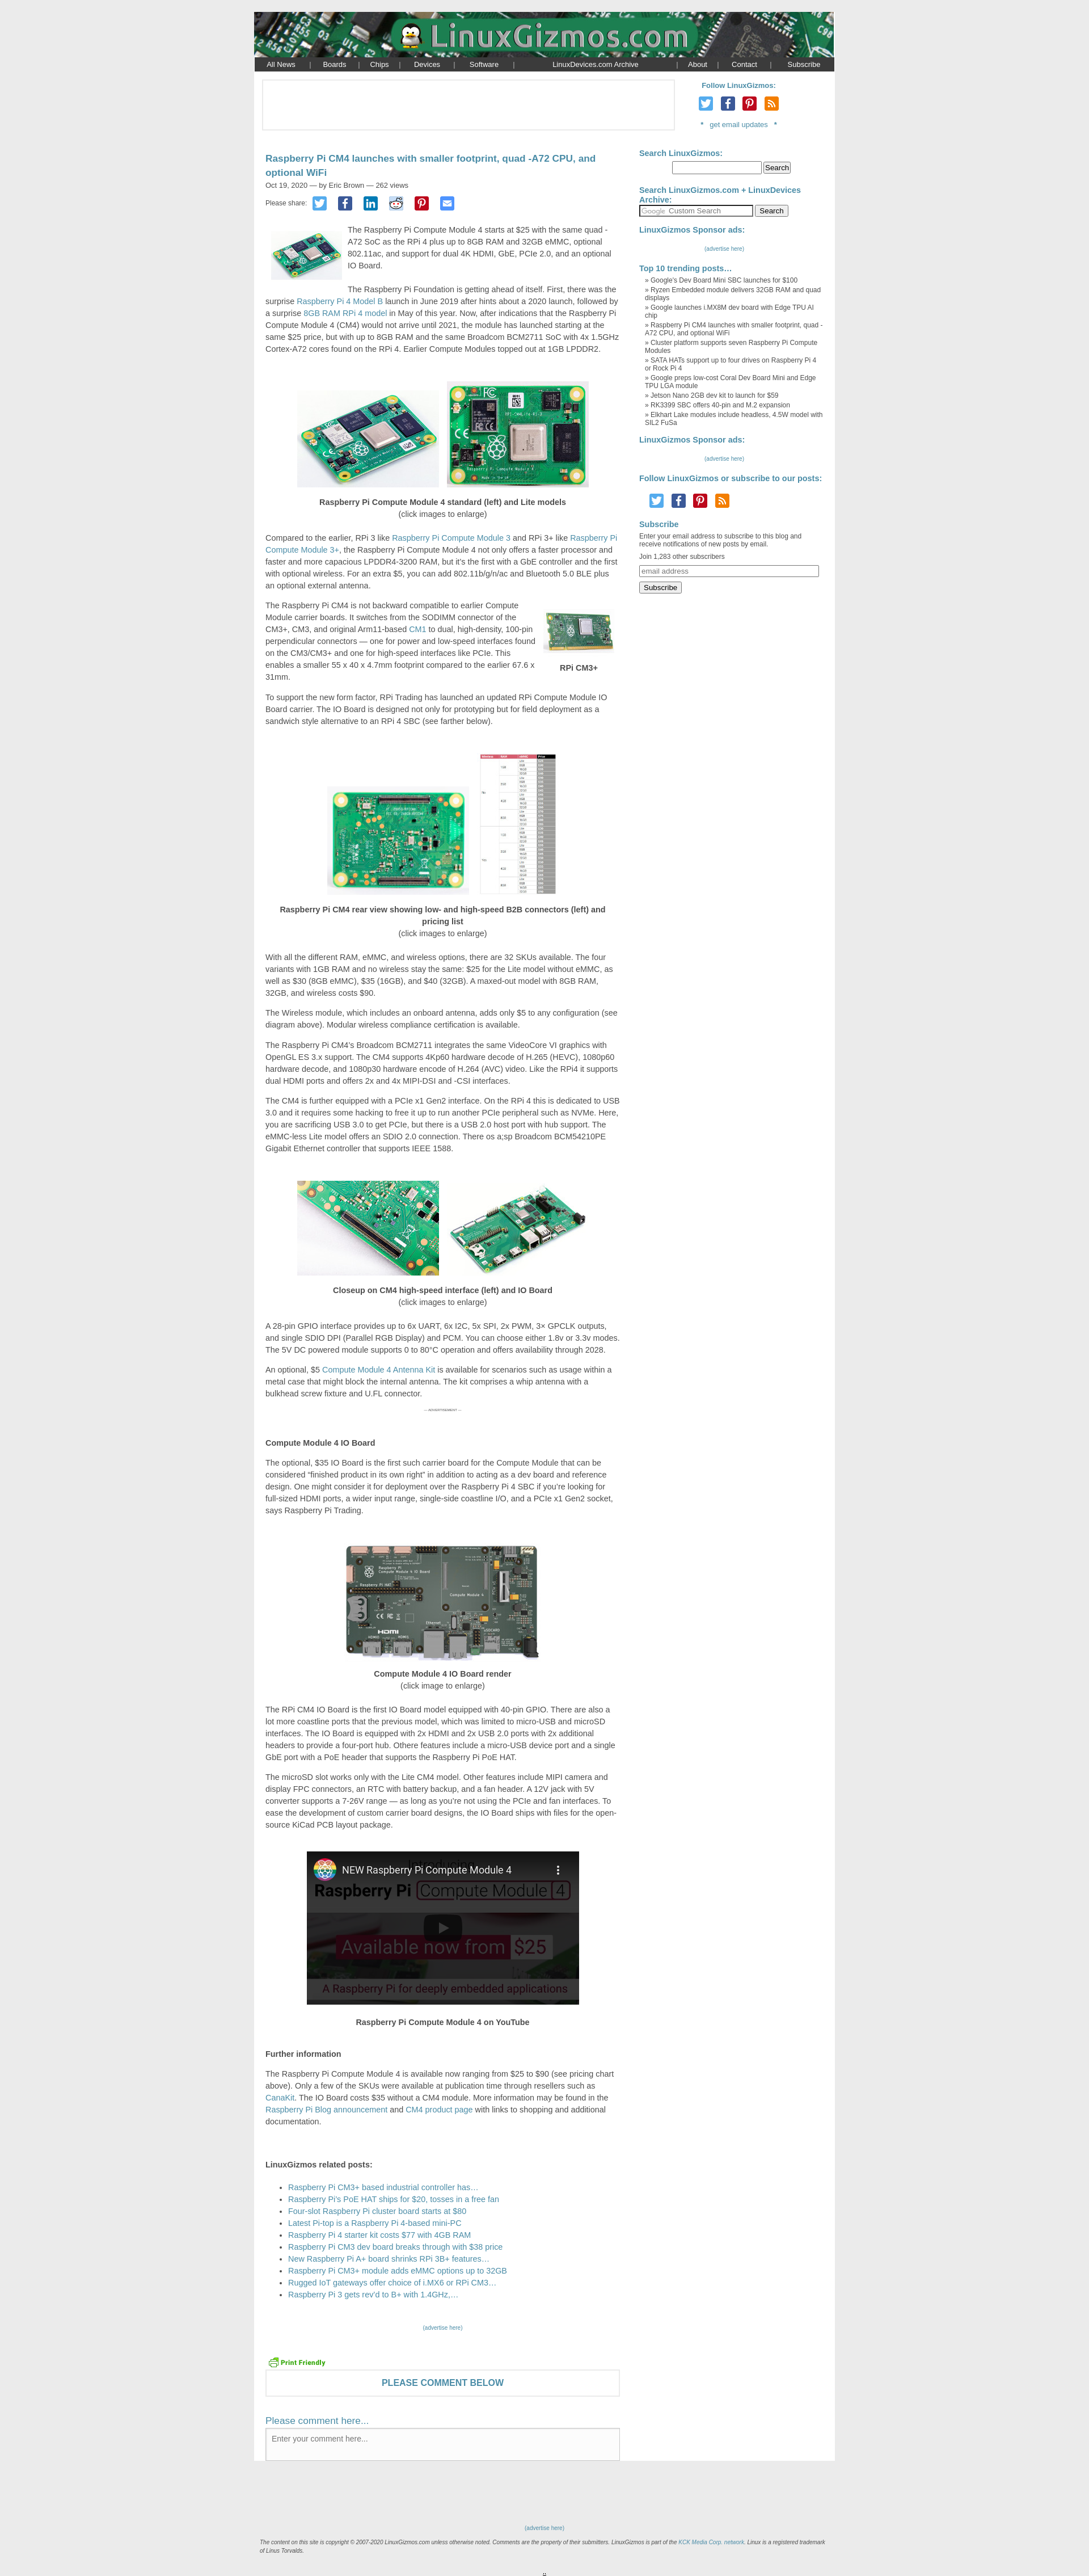 LinuxGizmos.com
All News | Boards | Chips | Devices | Software | LinuxDevices.com Archive | About | Contact | Subscribe
Follow LinuxGizmos:
* get email updates *
Raspberry Pi CM4 launches with smaller footprint, quad -A72 CPU, and
optional WiFi
Oct 19, 2020 — by Eric Brown — 262 views
Please share:
The Raspberry Pi Compute Module 4 starts at $25 with the same quad -
A72 SoC as the RPi 4 plus up to 8GB RAM and 32GB eMMC, optional
802.11ac, and support for dual 4K HDMI, GbE, PCIe 2.0, and an optional
IO Board.
The Raspberry Pi Foundation is getting ahead of itself. First, there was the
surprise Raspberry Pi 4 Model B launch in June 2019 after hints about a 2020 launch, followed by
a surprise 8GB RAM RPi 4 model in May of this year. Now, after indications that the Raspberry Pi
Compute Module 4 (CM4) would not arrive until 2021, the module has launched starting at the
same $25 price, but with up to 8GB RAM and the same Broadcom BCM2711 SoC with 4x 1.5GHz
Cortex-A72 cores found on the RPi 4. Earlier Compute Modules topped out at 1GB LPDDR2.
Raspberry Pi Compute Module 4 standard (left) and Lite models
(click images to enlarge)
Compared to the earlier, RPi 3 like Raspberry Pi Compute Module 3 and RPi 3+ like Raspberry Pi
Compute Module 3+, the Raspberry Pi Compute Module 4 not only offers a faster processor and
faster and more capacious LPDDR4-3200 RAM, but it's the first with a GbE controller and the first
with optional wireless. For an extra $5, you can add 802.11b/g/n/ac and Bluetooth 5.0 BLE plus
an optional external antenna.
The Raspberry Pi CM4 is not backward compatible to earlier Compute
Module carrier boards. It switches from the SODIMM connector of the
CM3+, CM3, and original Arm11-based CM1 to dual, high-density, 100-pin
perpendicular connectors — one for power and low-speed interfaces found
on the CM3/CM3+ and one for high-speed interfaces like PCIe. This
enables a smaller 55 x 40 x 4.7mm footprint compared to the earlier 67.6 x
31mm.
RPi CM3+
To support the new form factor, RPi Trading has launched an updated RPi Compute Module IO
Board carrier. The IO Board is designed not only for prototyping but for field deployment as a
sandwich style alternative to an RPi 4 SBC (see farther below).
Raspberry Pi CM4 rear view showing low- and high-speed B2B connectors (left) and
pricing list
(click images to enlarge)
With all the different RAM, eMMC, and wireless options, there are 32 SKUs available. The four
variants with 1GB RAM and no wireless stay the same: $25 for the Lite model without eMMC, as
well as $30 (8GB eMMC), $35 (16GB), and $40 (32GB). A maxed-out model with 8GB RAM,
32GB, and wireless costs $90.
The Wireless module, which includes an onboard antenna, adds only $5 to any configuration (see
diagram above). Modular wireless compliance certification is available.
The Raspberry Pi CM4's Broadcom BCM2711 integrates the same VideoCore VI graphics with
OpenGL ES 3.x support. The CM4 supports 4Kp60 hardware decode of H.265 (HEVC), 1080p60
hardware decode, and 1080p30 hardware encode of H.264 (AVC) video. Like the RPi4 it supports
dual HDMI ports and offers 2x and 4x MIPI-DSI and -CSI interfaces.
The CM4 is further equipped with a PCIe x1 Gen2 interface. On the RPi 4 this is dedicated to USB
3.0 and it requires some hacking to free it up to run another PCIe peripheral such as NVMe. Here,
you are sacrificing USB 3.0 to get PCIe, but there is a USB 2.0 host port with hub support. The
eMMC-less Lite model offers an SDIO 2.0 connection. There os a;sp Broadcom BCM54210PE
Gigabit Ethernet controller that supports IEEE 1588.
Closeup on CM4 high-speed interface (left) and IO Board
(click images to enlarge)
A 28-pin GPIO interface provides up to 6x UART, 6x I2C, 5x SPI, 2x PWM, 3× GPCLK outputs,
and single SDIO DPI (Parallel RGB Display) and PCM. You can choose either 1.8v or 3.3v modes.
The 5V DC powered module supports 0 to 80°C operation and offers availability through 2028.
An optional, $5 Compute Module 4 Antenna Kit is available for scenarios such as usage within a
metal case that might block the internal antenna. The kit comprises a whip antenna with a
bulkhead screw fixture and U.FL connector.
— ADVERTISEMENT —
Compute Module 4 IO Board
The optional, $35 IO Board is the first such carrier board for the Compute Module that can be
considered “finished product in its own right” in addition to acting as a dev board and reference
design. One might consider it for deployment over the Raspberry Pi 4 SBC if you're looking for
full-sized HDMI ports, a wider input range, single-side coastline I/O, and a PCIe x1 Gen2 socket,
says Raspberry Pi Trading.
Compute Module 4 IO Board render
(click image to enlarge)
The RPi CM4 IO Board is the first IO Board model equipped with 40-pin GPIO. There are also a
lot more coastline ports that the previous model, which was limited to micro-USB and microSD
interfaces. The IO Board is equipped with 2x HDMI and 2x USB 2.0 ports with 2x additional
headers to provide a four-port hub. Othere features include a micro-USB device port and a single
GbE port with a PoE header that supports the Raspberry Pi PoE HAT.
The microSD slot works only with the Lite CM4 model. Other features include MIPI camera and
display FPC connectors, an RTC with battery backup, and a fan header. A 12V jack with 5V
converter supports a 7-26V range — as long as you're not using the PCIe and fan interfaces. To
ease the development of custom carrier board designs, the IO Board ships with files for the open-
source KiCad PCB layout package.
NEW Raspberry Pi Compute Module 4
Raspberry Pi Compute Module 4
Available now from $25
A Raspberry Pi for deeply embedded applications
Raspberry Pi Compute Module 4 on YouTube
Further information
The Raspberry Pi Compute Module 4 is available now ranging from $25 to $90 (see pricing chart
above). Only a few of the SKUs were available at publication time through resellers such as
CanaKit. The IO Board costs $35 without a CM4 module. More information may be found in the
Raspberry Pi Blog announcement and CM4 product page with links to shopping and additional
documentation.
LinuxGizmos related posts:
• Raspberry Pi CM3+ based industrial controller has…
• Raspberry Pi's PoE HAT ships for $20, tosses in a free fan
• Four-slot Raspberry Pi cluster board starts at $80
• Latest Pi-top is a Raspberry Pi 4-based mini-PC
• Raspberry Pi 4 starter kit costs $77 with 4GB RAM
• Raspberry Pi CM3 dev board breaks through with $38 price
• New Raspberry Pi A+ board shrinks RPi 3B+ features…
• Raspberry Pi CM3+ module adds eMMC options up to 32GB
• Rugged IoT gateways offer choice of i.MX6 or RPi CM3…
• Raspberry Pi 3 gets rev'd to B+ with 1.4GHz,…
(advertise here)
Print Friendly
PLEASE COMMENT BELOW
Please comment here...
Enter your comment here...
Search LinuxGizmos:
Search
Search LinuxGizmos.com + LinuxDevices
Archive:
Google Custom Search Search
LinuxGizmos Sponsor ads:
(advertise here)
Top 10 trending posts…
» Google's Dev Board Mini SBC launches for $100
» Ryzen Embedded module delivers 32GB RAM and quad
displays
» Google launches i.MX8M dev board with Edge TPU AI
chip
» Raspberry Pi CM4 launches with smaller footprint, quad -
A72 CPU, and optional WiFi
» Cluster platform supports seven Raspberry Pi Compute
Modules
» SATA HATs support up to four drives on Raspberry Pi 4
or Rock Pi 4
» Google preps low-cost Coral Dev Board Mini and Edge
TPU LGA module
» Jetson Nano 2GB dev kit to launch for $59
» RK3399 SBC offers 40-pin and M.2 expansion
» Elkhart Lake modules include headless, 4.5W model with
SIL2 FuSa
LinuxGizmos Sponsor ads:
(advertise here)
Follow LinuxGizmos or subscribe to our posts:
Subscribe
Enter your email address to subscribe to this blog and
receive notifications of new posts by email.
Join 1,283 other subscribers
email address
Subscribe
(advertise here)
The content on this site is copyright © 2007-2020 LinuxGizmos.com unless otherwise noted. Comments are the property of their submitters. LinuxGizmos is part of the KCK Media Corp. network. Linux is a registered trademark
of Linus Torvalds.